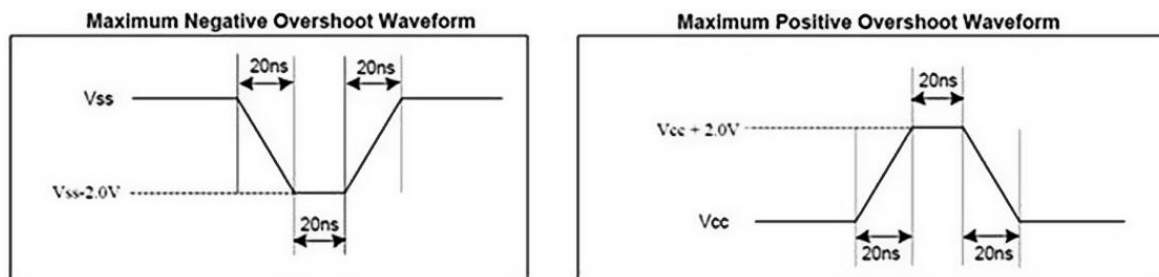 Maximum Negative Overshoot Waveform
20ns 20ns
Vss
Vss-2.0V
20ns
Maximum Positive Overshoot Waveform
20ns
Vcc + 2.0V
Vcc
20ns 20ns